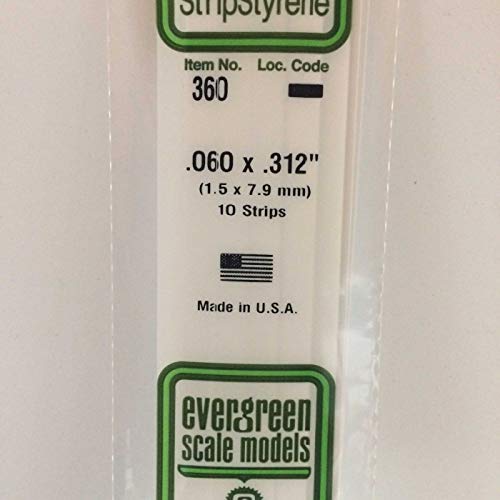 StripStyrene
Item No. Loc. Code
360
.060 x .312"
(1.5 x 7.9 mm)
10 Strips
Made in U.S.A.
evergreen
scale models